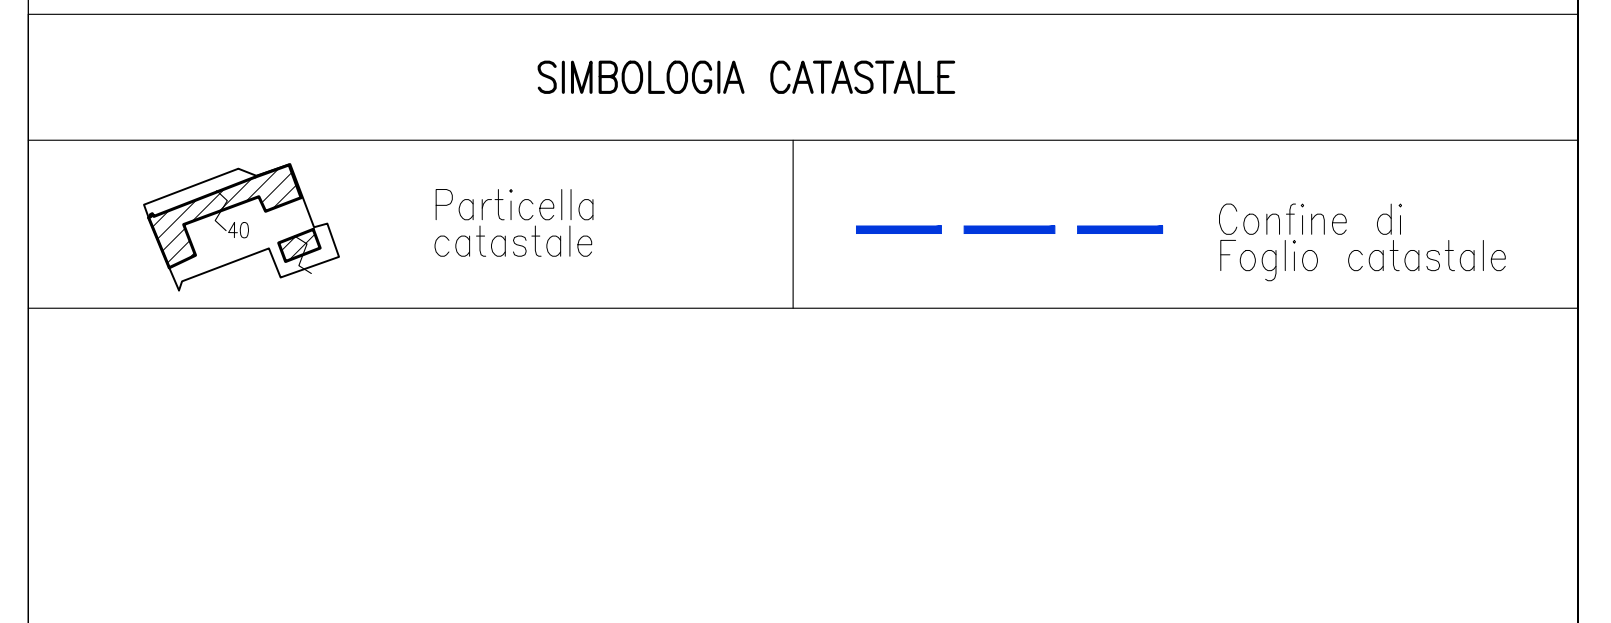 SIMBOLOGIA CATASTALE
40
Particella
catastale
Confine di
Foglio catastale